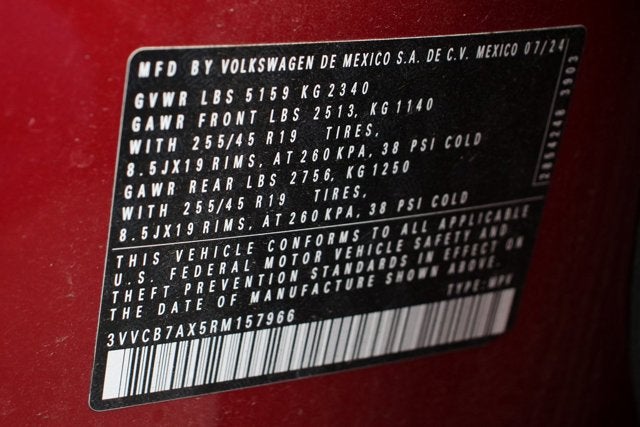 MFD BY VOLKSWAGEN DE MEXICO S.A. DE C.V. MEXICO 07/24
GVWR LBS 5159 KG 2340
GAWR FRONT LBS 2513, KG 1140
WITH 255/45 R19 TIRES,
8.5JX19 RIMS, AT 260 KPA, 38 PSI COLD
GAWR REAR LBS 2756, KG 1250
WITH 255/45 R19 TIRES,
8.5JX19 RIMS, AT 260 KPA, 38 PSI COLD
THIS VEHICLE CONFORMS TO ALL APPLICABLE
U.S. FEDERAL MOTOR VEHICLE SAFETY AND
THEFT PREVENTION STANDARDS IN EFFECT ON
THE DATE OF MANUFACTURE SHOWN ABOVE.
TYPE: MPV
3VVCB7AX5RM157966